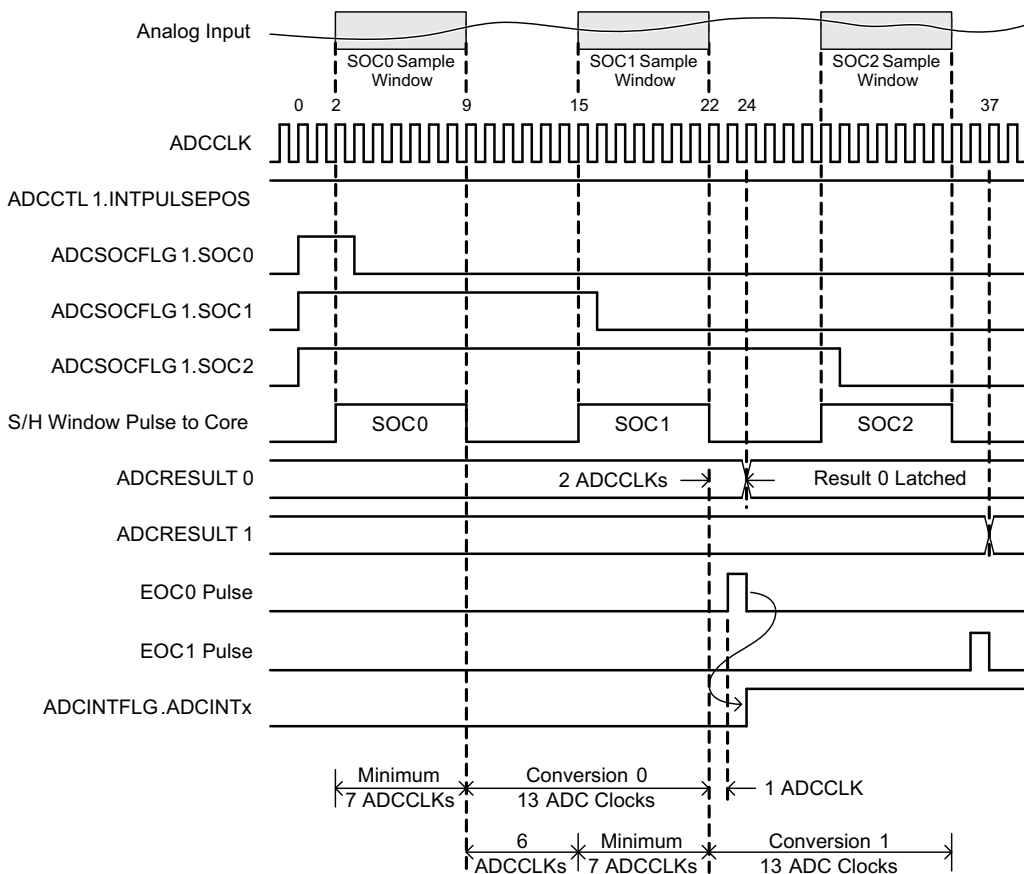 Analog Input
SOC0 Sample
Window
SOC1 Sample
Window
SOC2 Sample
Window
0 2 9 15 22 24 37
ADCCLK
ADCCTL 1.INTPULSEPOS
ADCSOCFLG 1.SOC0
ADCSOCFLG 1.SOC1
ADCSOCFLG 1.SOC2
S/H Window Pulse to Core
SOC0
SOC1
SOC2
ADCRESULT 0
2 ADCCLKs
Result 0 Latched
ADCRESULT 1
EOC0 Pulse
EOC1 Pulse
ADCINTFLG .ADCINTx
Minimum
7 ADCCLKs
Conversion 0
13 ADC Clocks
1 ADCCLK
6
ADCCLKs
Minimum
7 ADCCLKs
Conversion 1
13 ADC Clocks